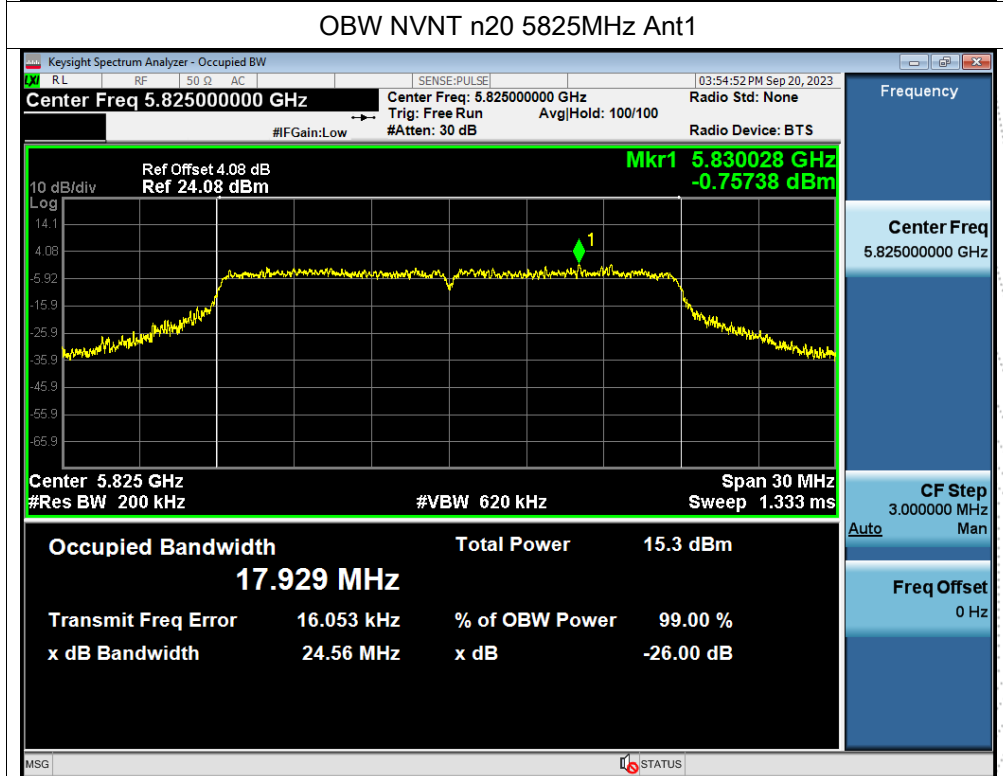 OBW NVNT n20 5825MHz Ant1
Keysight Spectrum Analyzer - Occupied BW
LXI RL RF 50 Ω AC SENSE:PULSE 03:54:52 PM Sep 20, 2023
Center Freq 5.825000000 GHz Center Freq: 5.825000000 GHz Radio Std: None
Trig: Free Run Avg|Hold: 100/100
#IFGain:Low #Atten: 30 dB Radio Device: BTS
Mkr1 5.830028 GHz
-0.75738 dBm
Ref Offset 4.08 dB
10 dB/div Ref 24.08 dBm
Log
14.1
4.08
-5.92
-15.9
-25.9
-35.9
-45.9
-55.9
-65.9
1
Center 5.825 GHz Span 30 MHz
#Res BW 200 kHz #VBW 620 kHz Sweep 1.333 ms
Occupied Bandwidth Total Power 15.3 dBm
17.929 MHz
Transmit Freq Error 16.053 kHz % of OBW Power 99.00 %
x dB Bandwidth 24.56 MHz x dB -26.00 dB
Frequency
Center Freq
5.825000000 GHz
CF Step
3.000000 MHz
Auto Man
Freq Offset
0 Hz
MSG STATUS